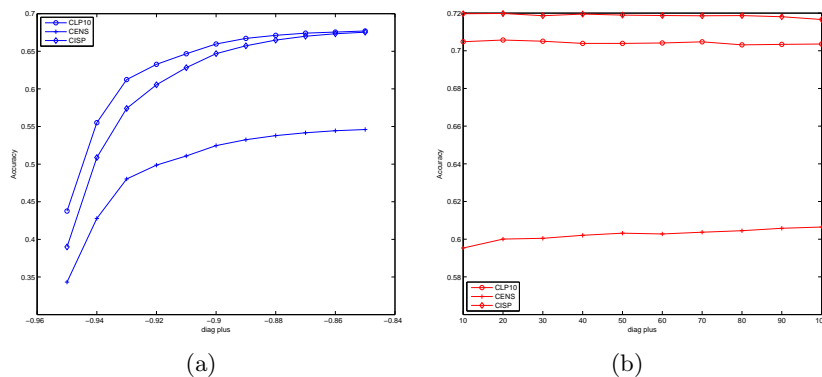 0.7
0.65
0.6
0.55
0.5
0.45
0.4
0.35
Accuracy
CLP10
CENS
CISP
−0.96
−0.94
−0.92
−0.9
−0.88
−0.86
−0.84
diag plus
(a)
0.72
0.7
0.68
0.66
0.64
0.62
0.6
0.58
Accuracy
CLP10
CENS
CISP
10
20
30
40
50
60
70
80
90
10
diag plus
(b)